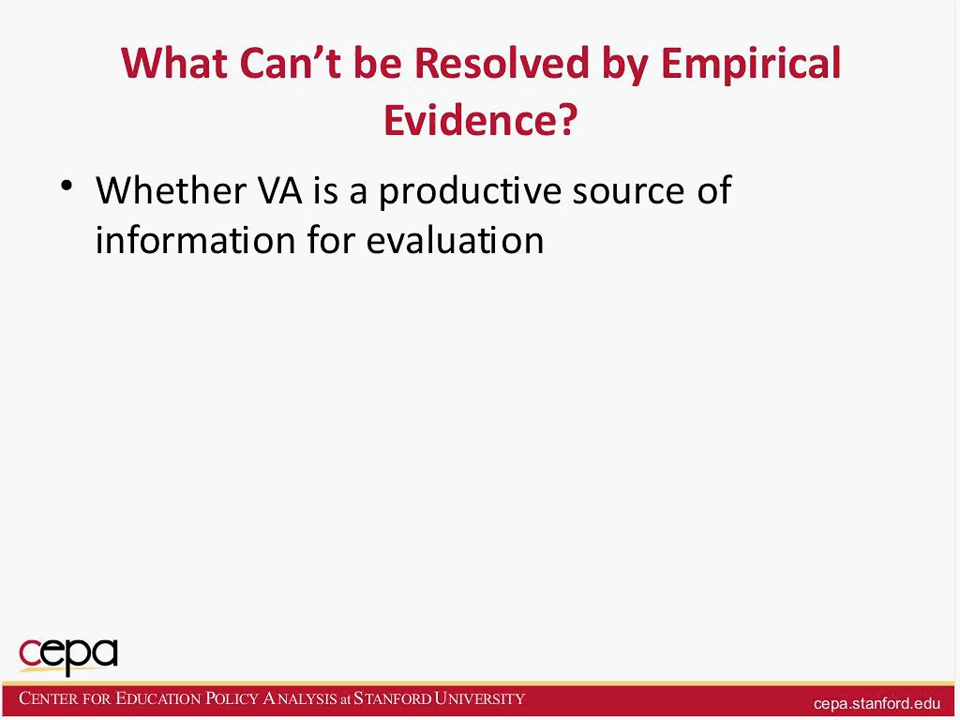 What Can’t be Resolved by Empirical
Evidence?
• Whether VA is a productive source of
information for evaluation
cepa
CENTER FOR EDUCATION POLICY ANALYSIS at STANFORD UNIVERSITY
cepa.stanford.edu